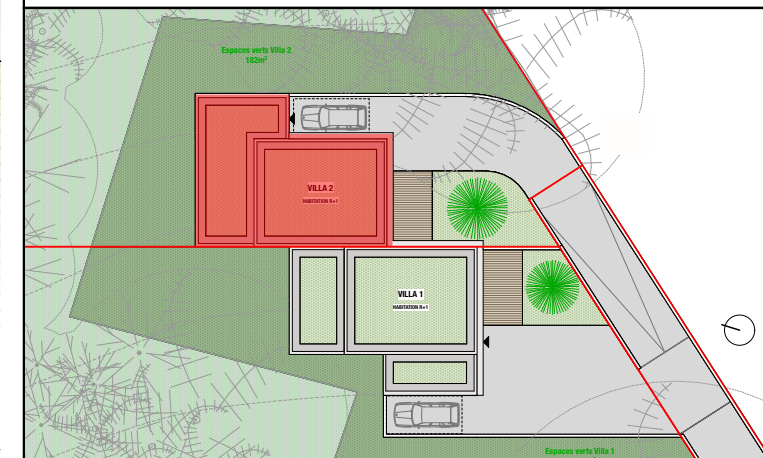 Espaces verts Villa 2
182m²
VILLA 2
HABITATION R+1
VILLA 1
HABITATION R+1
Espaces verts Villa 1